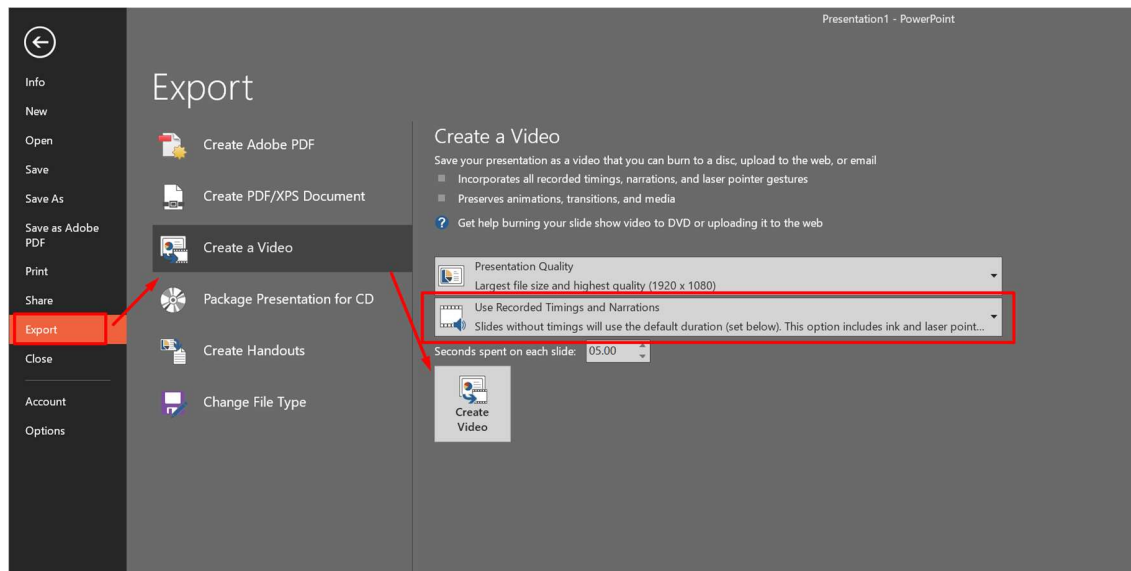 Presentation1 - PowerPoint
Info
New
Open
Save
Save As
Save as Adobe
PDF
Print
Share
Export
Close
Account
Options
Export
Create Adobe PDF
Create PDF/XPS Document
Create a Video
Package Presentation for CD
Create Handouts
Change File Type
Create a Video
Save your presentation as a video that you can burn to a disc, upload to the web, or email
Incorporates all recorded timings, narrations, and laser pointer gestures
Preserves animations, transitions, and media
? Get help burning your slide show video to DVD or uploading it to the web
Presentation Quality
Largest file size and highest quality (1920 x 1080)
Use Recorded Timings and Narrations
Slides without timings will use the default duration (set below). This option includes ink and laser point...
Seconds spent on each slide: 05.00
Create
Video